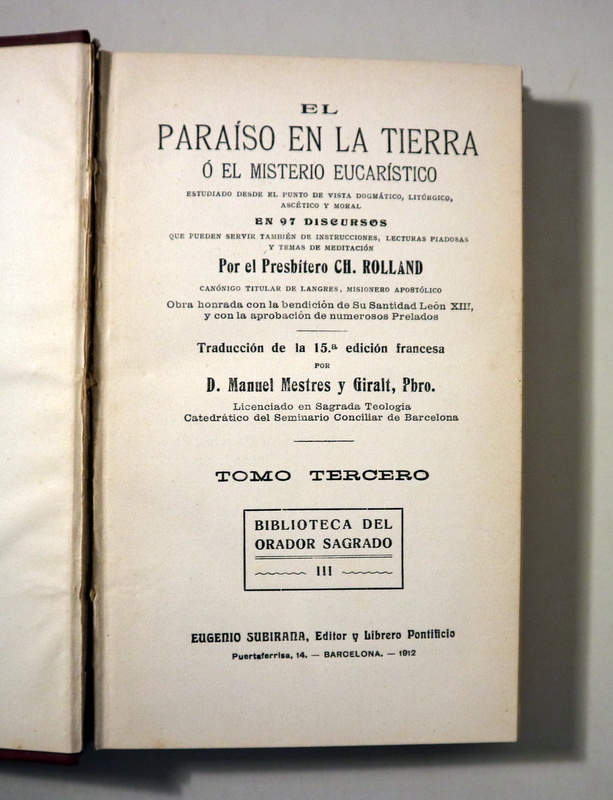 EL
PARAÍSO EN LA TIERRA
Ó EL MISTERIO EUCARÍSTICO
ESTUDIADO DESDE EL PUNTO DE VISTA DOGMÁTICO, LITÚRGICO,
ASCÉTICO Y MORAL
EN 97 DISCURSOS
QUE PUEDEN SERVIR TAMBIÉN DE INSTRUCCIONES, LECTURAS PIADOSAS
Y TEMAS DE MEDITACIÓN
Por el Presbítero CH. ROLLAND
CANÓNIGO TITULAR DE LANGRES, MISIONERO APOSTÓLICO
Obra honrada con la bendición de Su Santidad León XIII,
y con la aprobación de numerosos Prelados
Traducción de la 15.ª edición francesa
POR
D. Manuel Mestres y Giralt, Pbro.
Licenciado en Sagrada Teología
Catedrático del Seminario Conciliar de Barcelona
TOMO TERCERO
BIBLIOTECA DEL
ORADOR SAGRADO
III
EUGENIO SUBIRANA, Editor y Librero Pontificio
Puertaferrisa, 14. — BARCELONA. — 1912